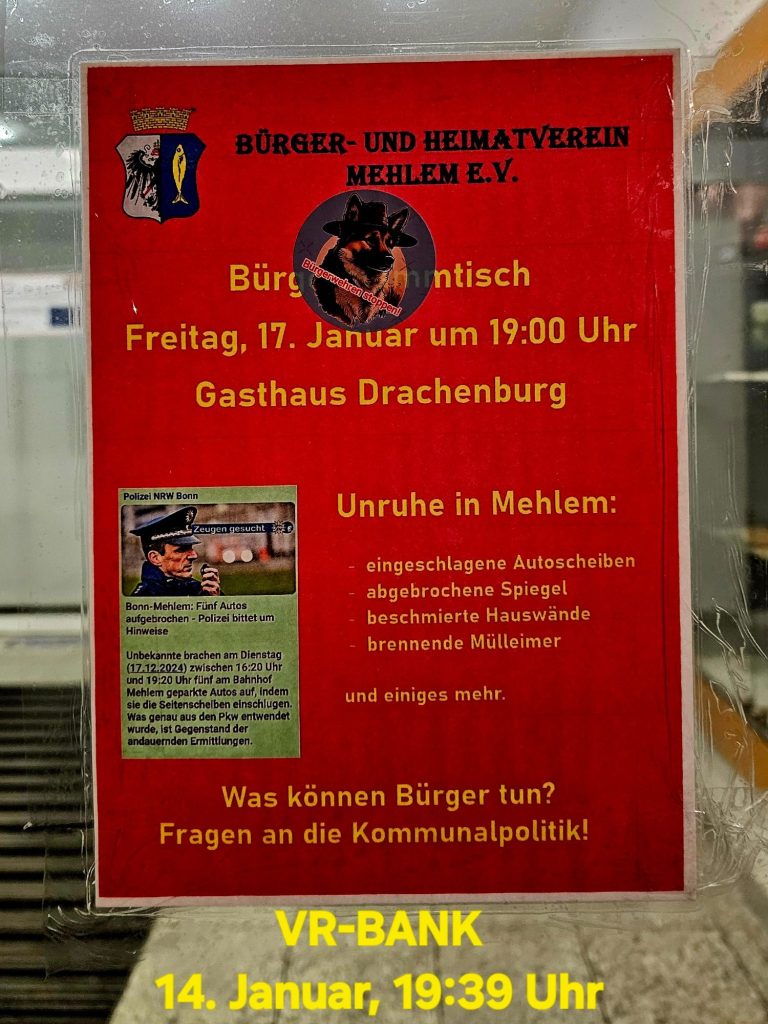 BÜRGER- UND HEIMATVEREIN
MEHLEM E.V.
Bürgerwehren stoppen!
Freitag, 17. Januar um 19:00 Uhr
Gasthaus Drachenburg
Polizei NRW Bonn
Zeugen gesucht
Bonn-Mehlem: Fünf Autos
aufgebrochen - Polizei bittet um
Hinweise
Unbekannte brachen am Dienstag
(17.12.2024) zwischen 16:20 Uhr
und 19:20 Uhr fünf am Bahnhof
Mehlem geparkte Autos auf, indem
sie die Seitenscheiben einschlugen.
Was genau aus den Pkw entwendet
wurde, ist Gegenstand der
andauernden Ermittlungen.
Unruhe in Mehlem:
- eingeschlagene Autoscheiben
- abgebrochene Spiegel
- beschmierte Hauswände
- brennende Mülleimer
und einiges mehr.
Was können Bürger tun?
Fragen an die Kommunalpolitik!
VR-BANK
14. Januar, 19:39 Uhr